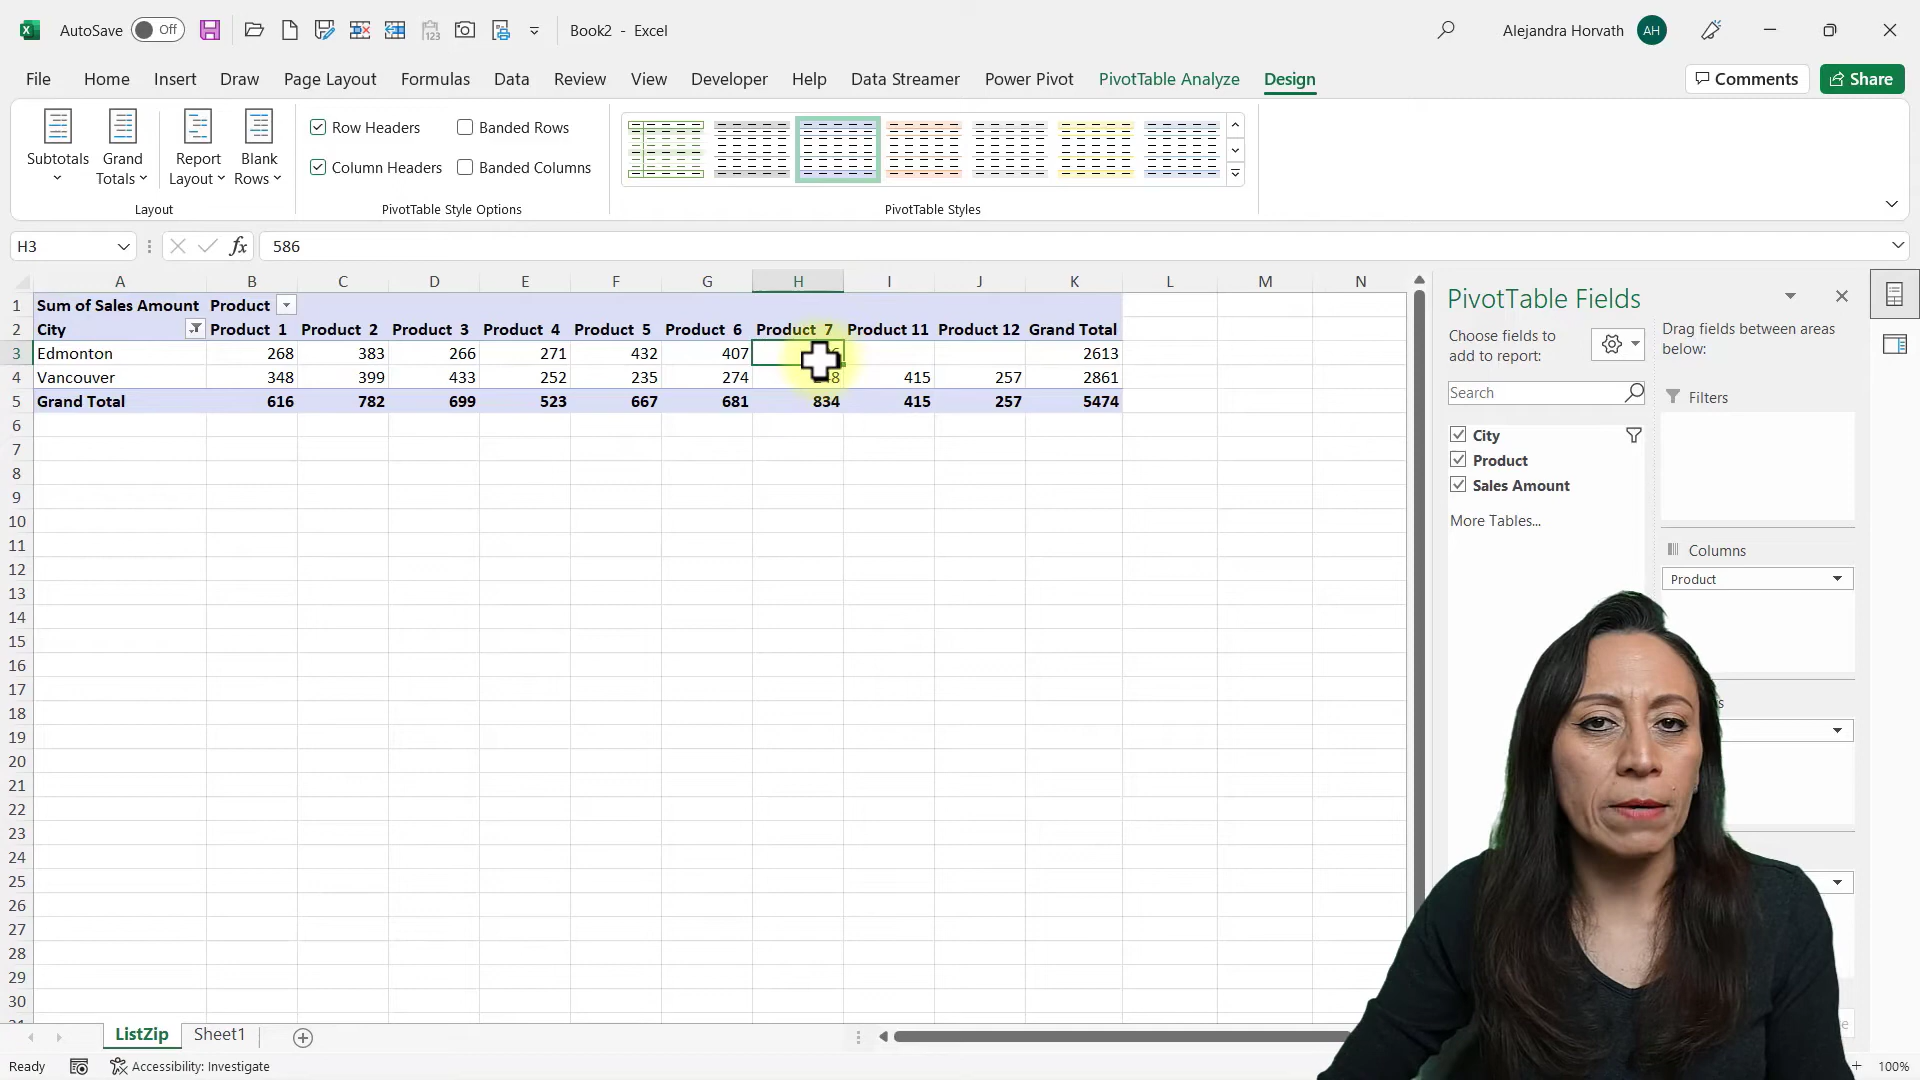 AutoSave Off Book2 - Excel Alejandra Horvath AH
File Home Insert Draw Page Layout Formulas Data Review View Developer Help Data Streamer Power Pivot PivotTable Analyze Design Comments Share
Subtotals
Grand Totals
Report Layout
Blank Rows
Layout
Row Headers Banded Rows
Column Headers Banded Columns
PivotTable Style Options
PivotTable Styles
H3 fx 586
A B C D E F G H I J K L M N
1 Sum of Sales Amount Product
2 City Product 1 Product 2 Product 3 Product 4 Product 5 Product 6 Product 7 Product 11 Product 12 Grand Total
3 Edmonton 268 383 266 271 432 407 2613
4 Vancouver 348 399 433 252 235 274 415 257 2861
5 Grand Total 616 782 699 523 667 681 834 415 257 5474
6
7
8
9
10
11
12
13
14
15
16
17
18
19
20
21
22
23
24
25
26
27
28
29
30
PivotTable Fields
Choose fields to
add to report:
Search
City
Product
Sales Amount
More Tables...
Drag fields between areas
below:
Filters
Columns
Product
ListZip Sheet1
Ready Accessibility: Investigate 100%